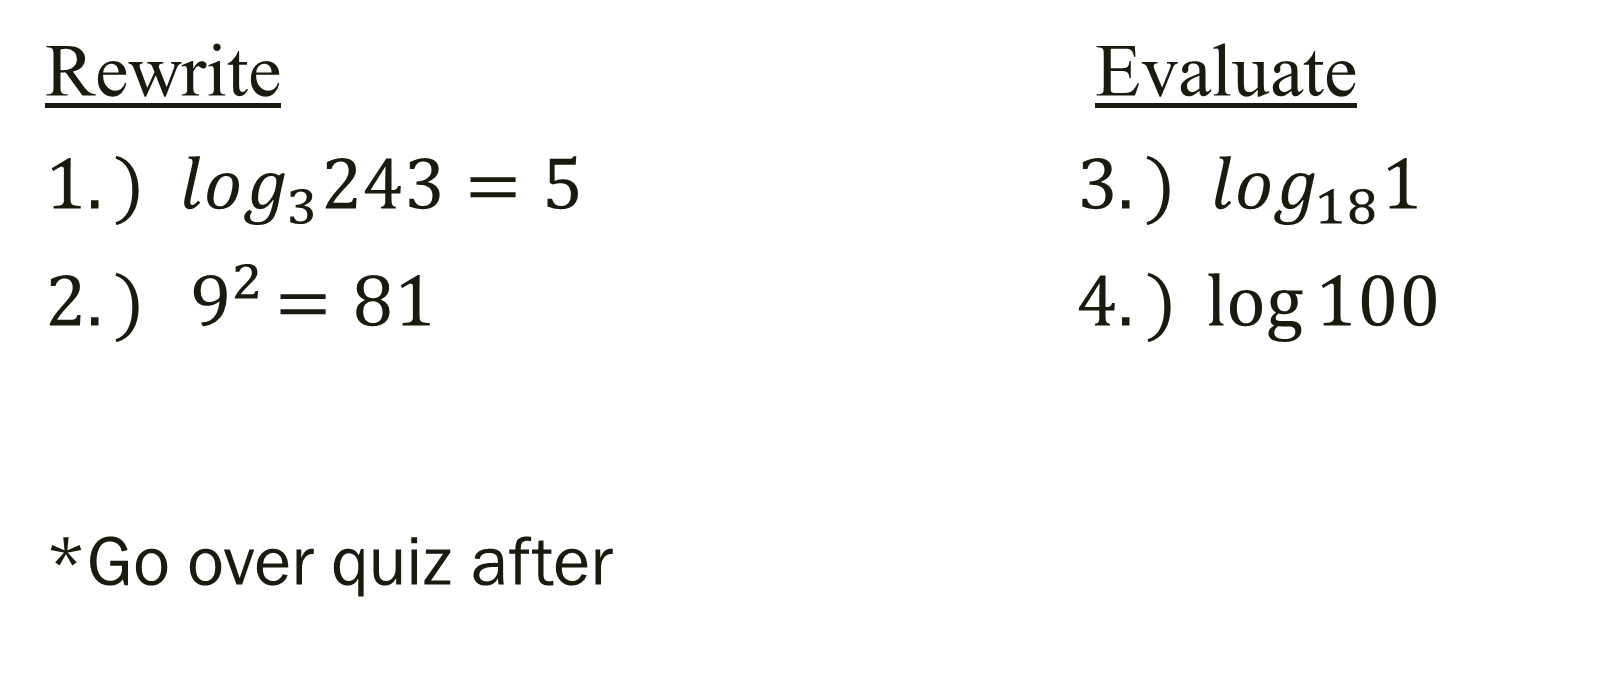 Rewrite
1.) log₃243 = 5
2.) 9² = 81
Evaluate
3.) log₁₈1
4.) log 100
*Go over quiz after